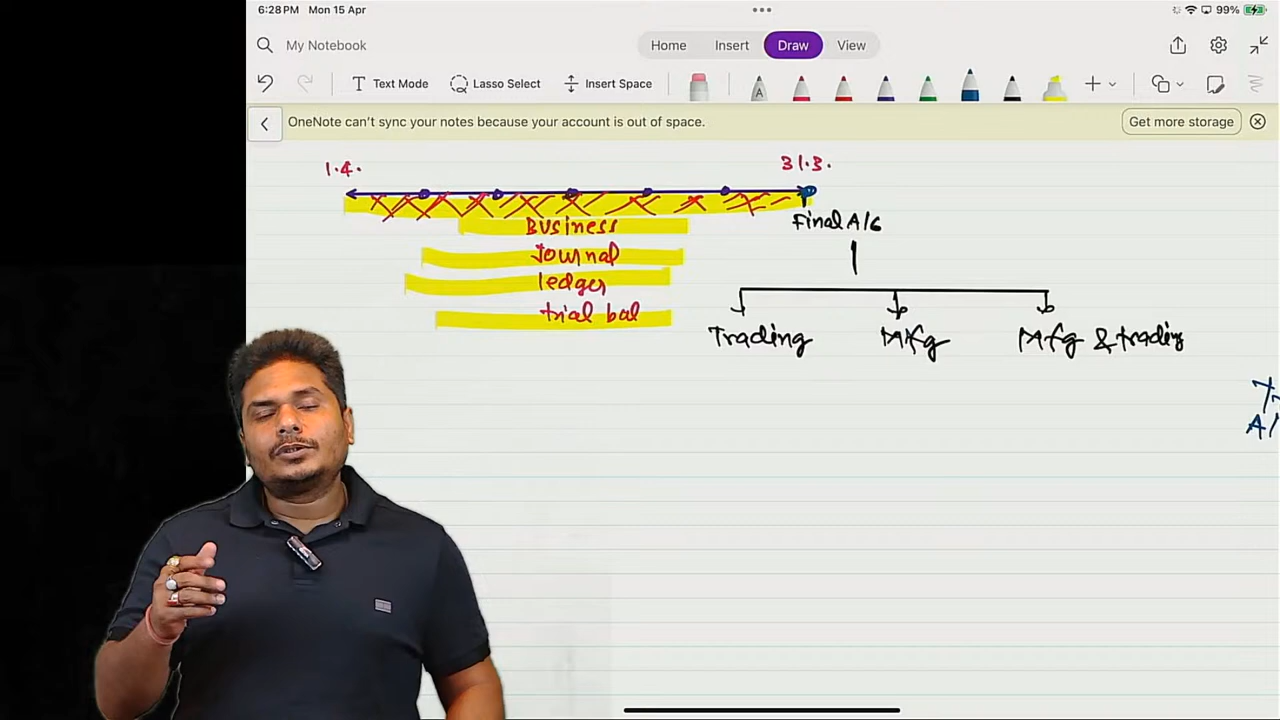 6:28 PM Mon 15 Apr
99%
My Notebook
Home Insert Draw View
Text Mode Lasso Select Insert Space
A
OneNote can't sync your notes because your account is out of space.
Get more storage
1.4.
31.3.
Final A/c
Business
Journal
ledger
trial bal
Trading Mfg Mfg & trading
A/